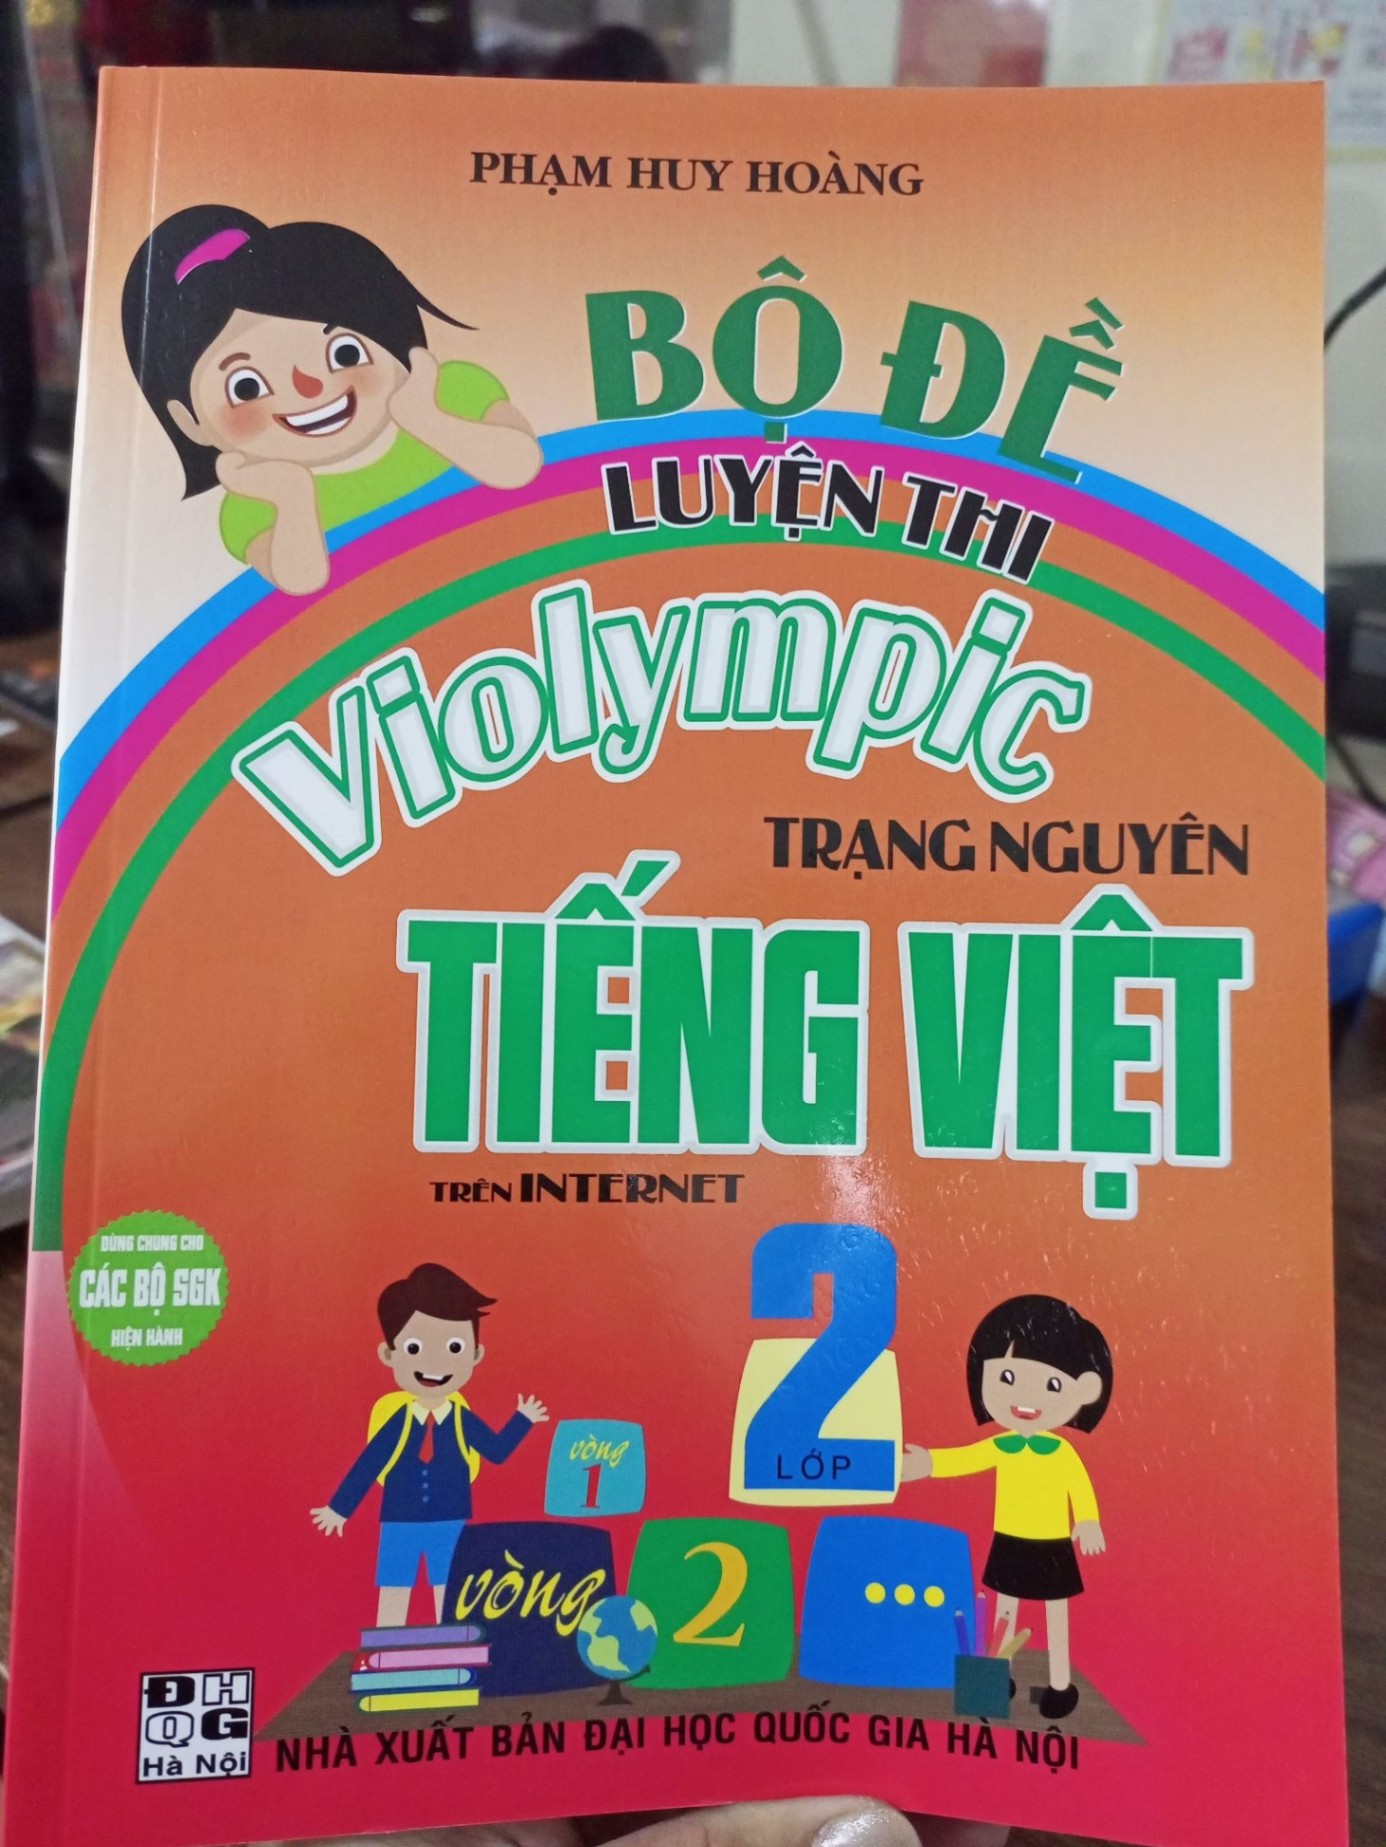 PHẠM HUY HOÀNG
BỘ ĐỀ
LUYỆN THI
Violympic
TRẠNG NGUYÊN
TIẾNG VIỆT
TRÊN INTERNET
DÙNG CHUNG CHO
CÁC BỘ SGK
HIỆN HÀNH
2
LỚP
vòng
1
vòng
2
...
ĐH
QG
Hà Nội
NHÀ XUẤT BẢN ĐẠI HỌC QUỐC GIA HÀ NỘI